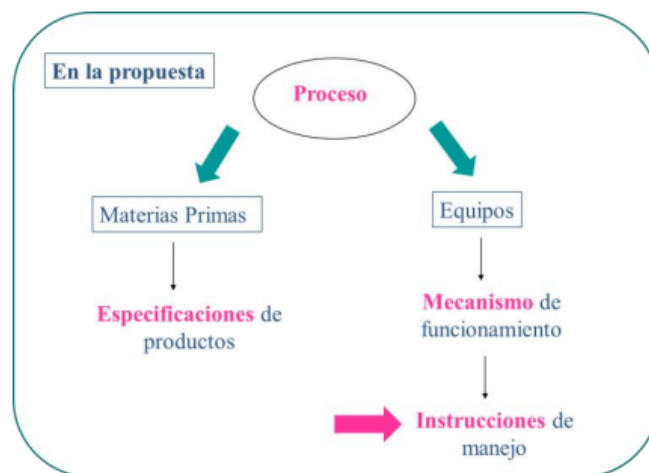 En la propuesta
Proceso
Materias Primas
Equipos
Especificaciones de
productos
Mecanismo de
funcionamiento
Instrucciones de
manejo